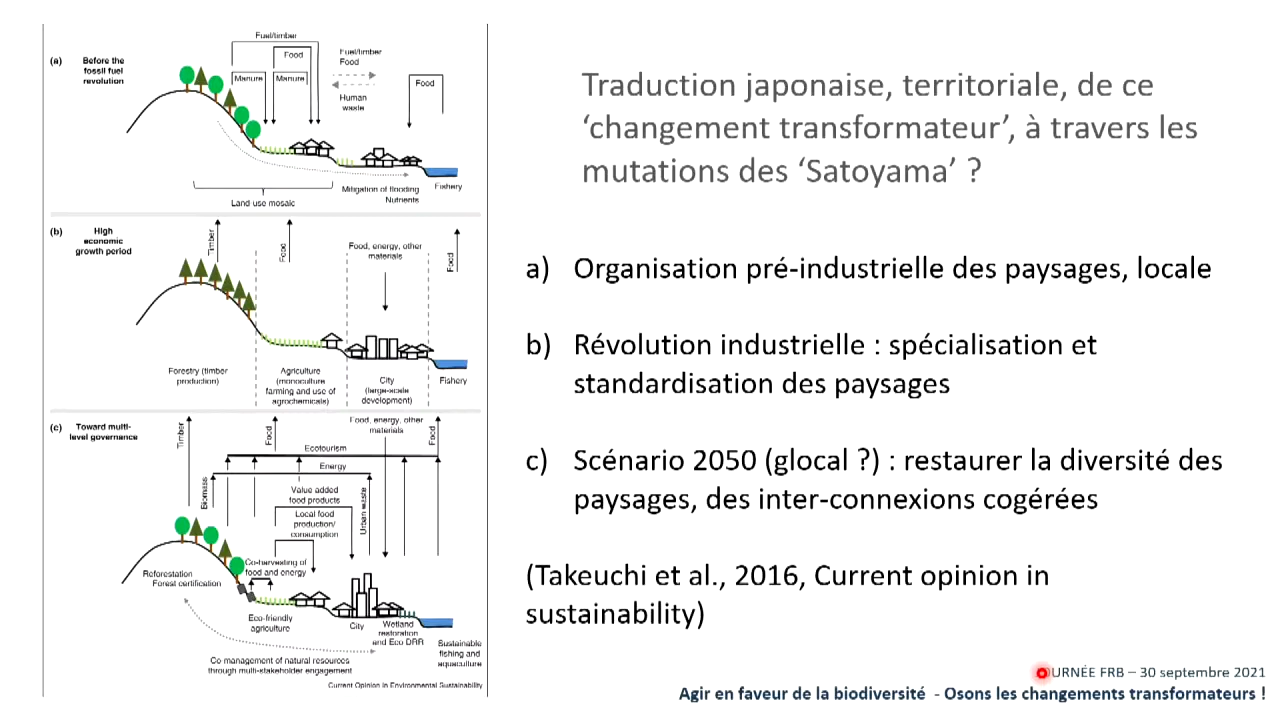 (a)
Before the
fossil fuel
revolution
Fuel/timber
Food
Manure
Manure
Fuel/timber
Food
Human
waste
Food
Land use mosaic
Mitigation of flooding
Nutrients
Fishery
(b)
High
economic
growth period
Timber
Food
Food, energy, other
materials
Food
Forestry (timber
production)
Agriculture
(monoculture
farming and use of
agrochemicals)
City
(large-scale
development)
Fishery
(c)
Toward multi-
level governance
Timber
Food
Food, energy, other
materials
Food
Ecotourism
Energy
Biomass
Value added
food products
Local food
production/
consumption
Urban waste
Co-harvesting of
food and energy
Reforestation
Forest certification
Eco-friendly
agriculture
City
Wetland
restoration
and Eco DRR
Sustainable
fishing and
aquaculture
Co management of natural resources
through multi-stakeholder engagement
Current Opinion in Environmental Sustainability
Traduction japonaise, territoriale, de ce
‘changement transformateur’, à travers les
mutations des ‘Satoyama’ ?
a) Organisation pré-industrielle des paysages, locale
b) Révolution industrielle : spécialisation et
standardisation des paysages
c) Scénario 2050 (glocal ?) : restaurer la diversité des
paysages, des inter-connexions cogérées
(Takeuchi et al., 2016, Current opinion in
sustainability)
URNÉE FRB – 30 septembre 2021
Agir en faveur de la biodiversité - Osons les changements transformateurs !